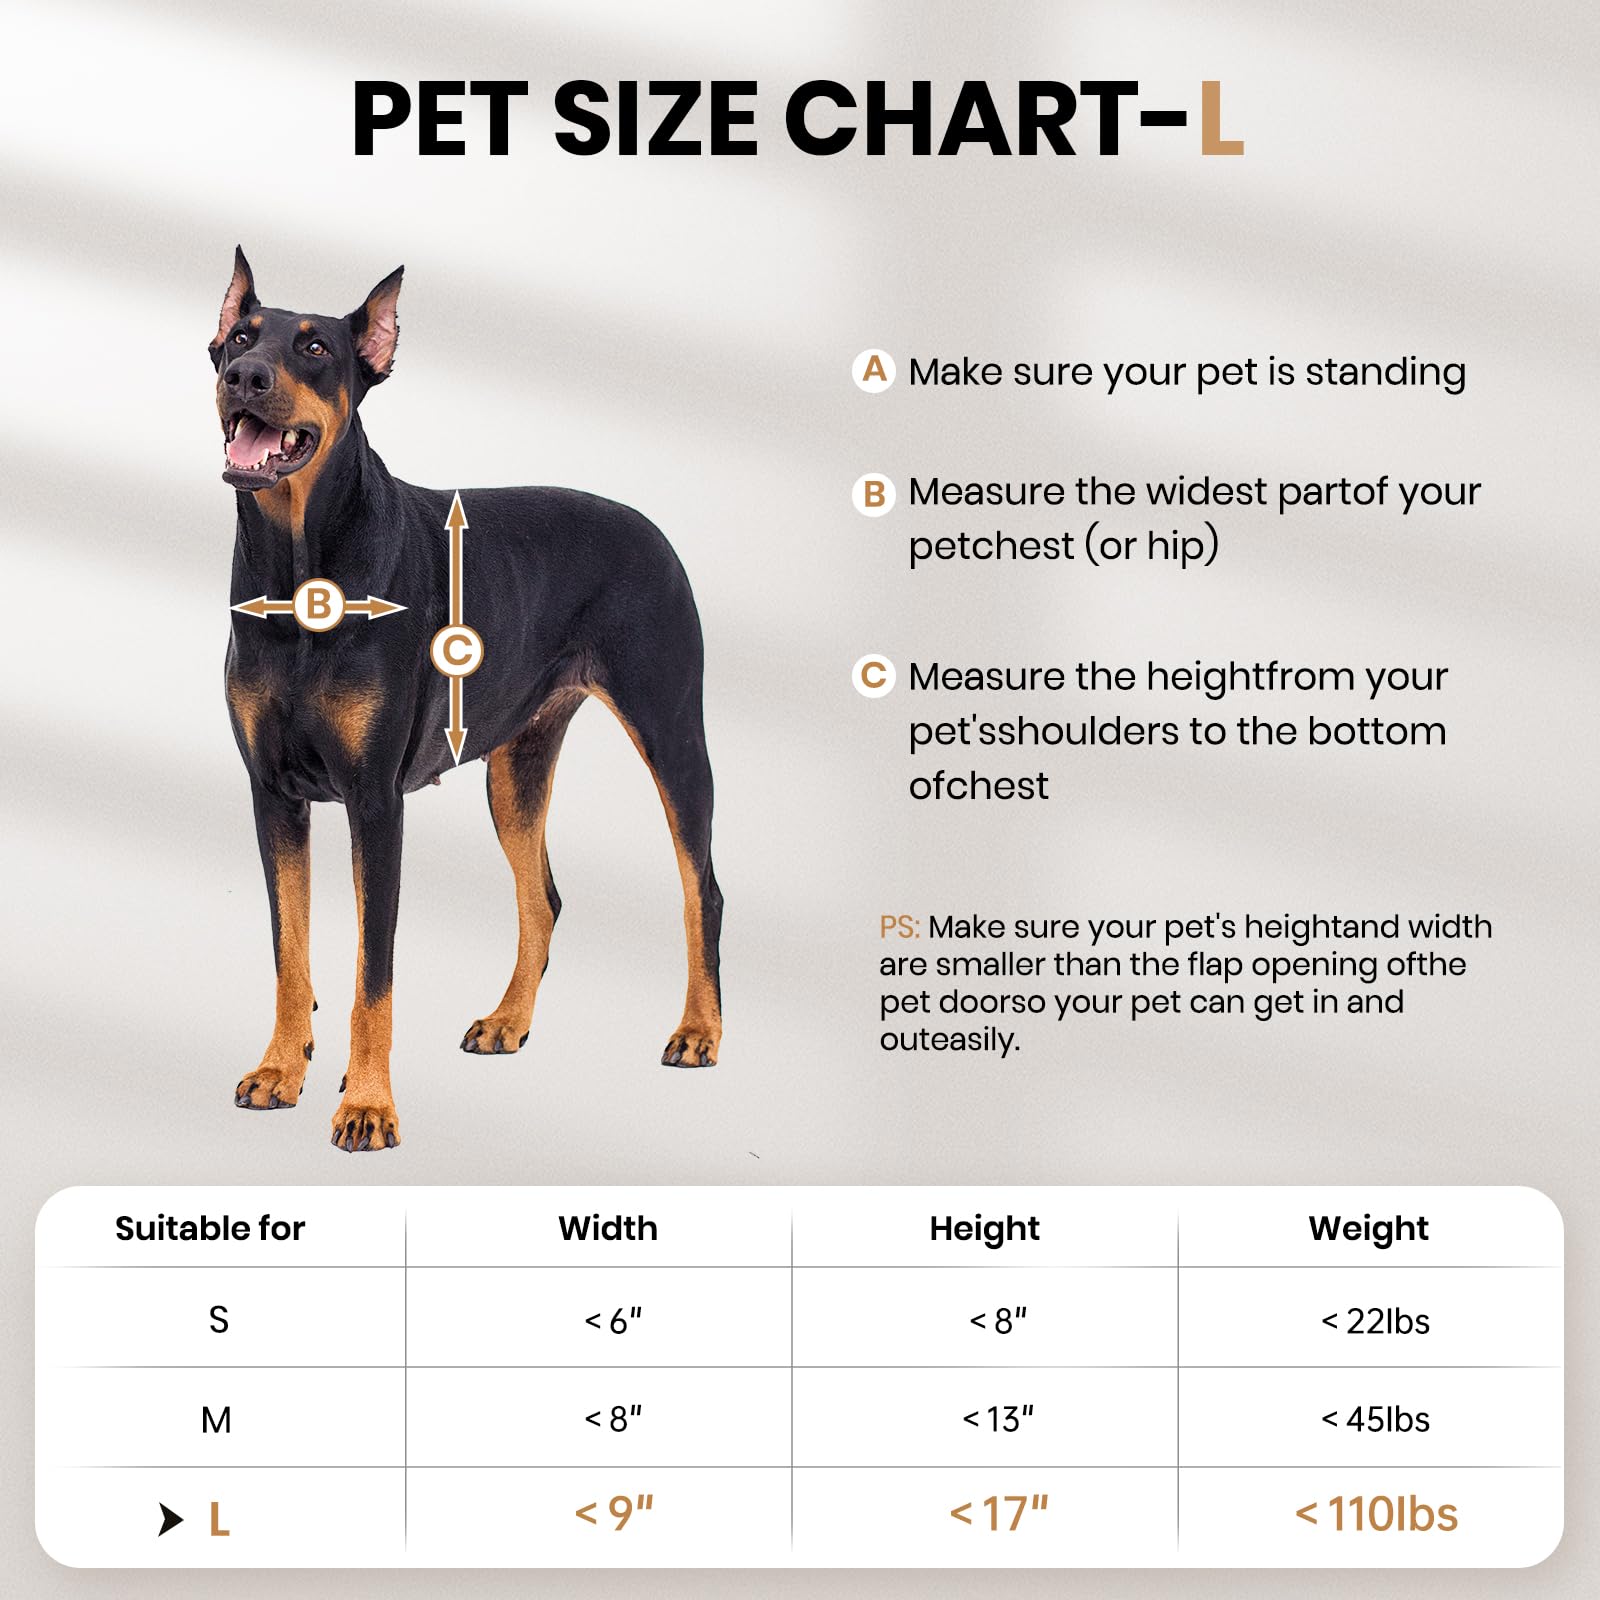 PET SIZE CHART-L
A Make sure your pet is standing
B Measure the widest partof your
petchest (or hip)
C Measure the heightfrom your
pet'sshoulders to the bottom
ofchest
B
C
PS: Make sure your pet's heightand width
are smaller than the flap opening ofthe
pet doorso your pet can get in and
outeasily.
Suitable for Width Height Weight
S < 6" < 8" < 22lbs
M < 8" < 13" < 45lbs
➤ L < 9" < 17" < 110lbs